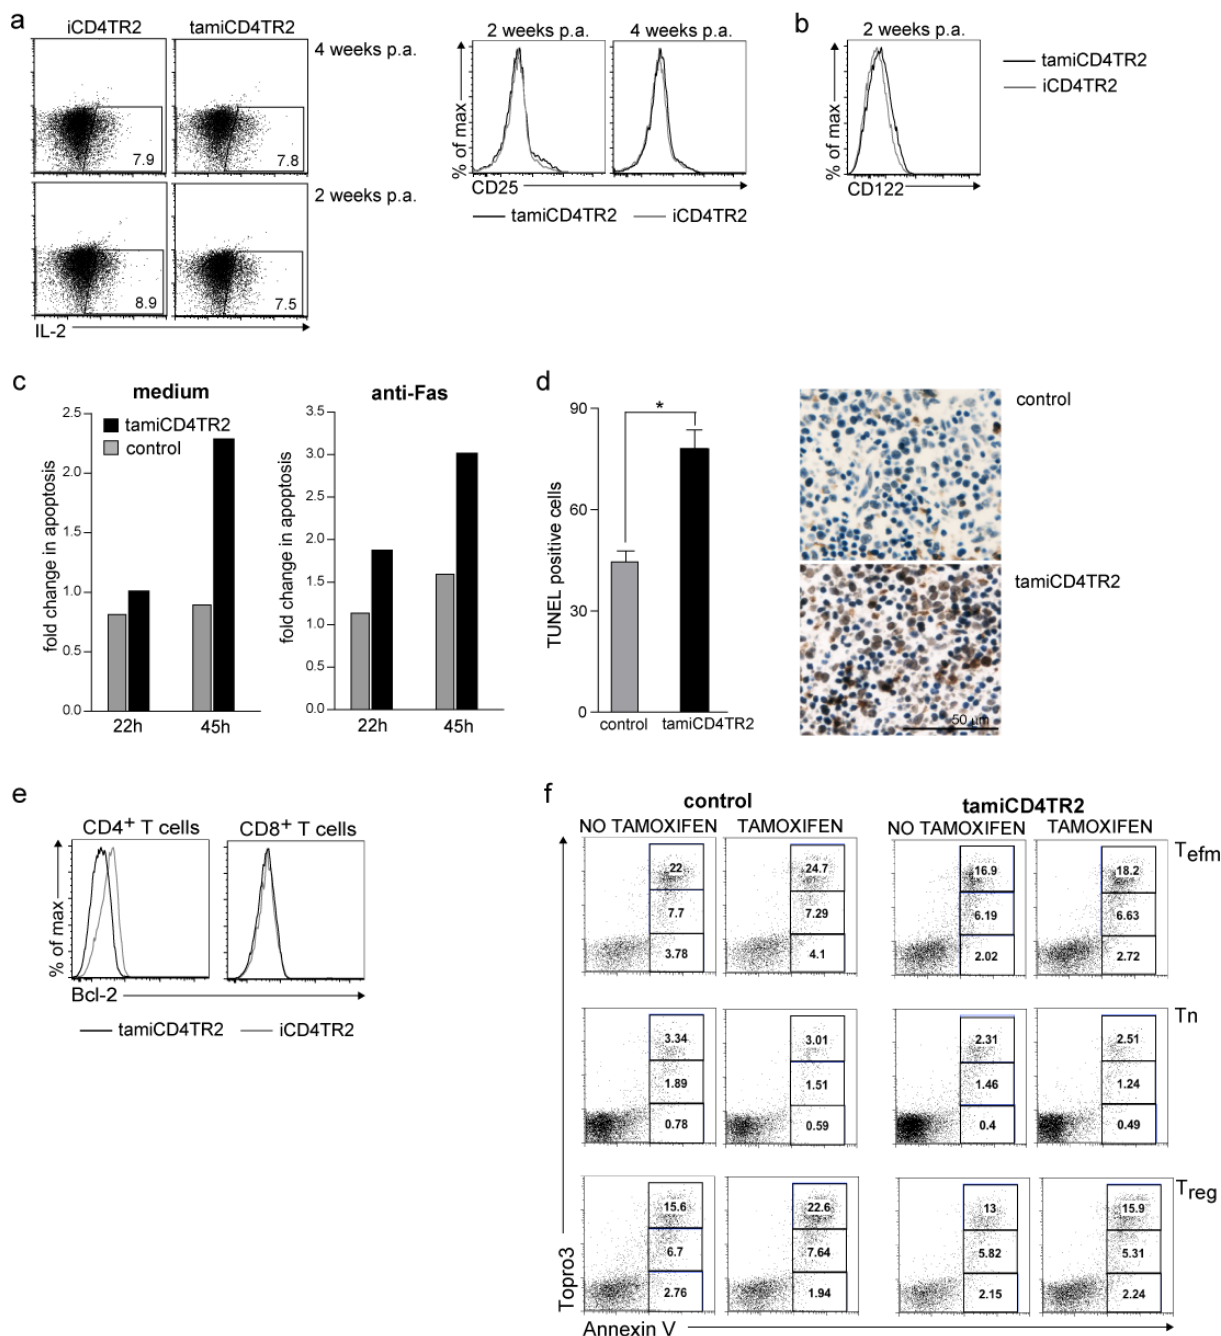 a
iCD4TR2 tamiCD4TR2
4 weeks p.a.
7.9 7.8
2 weeks p.a.
8.9 7.5
IL-2
2 weeks p.a. 4 weeks p.a.
% of max
CD25
tamiCD4TR2 iCD4TR2
b
2 weeks p.a.
% of max
CD122
tamiCD4TR2
iCD4TR2
c
medium
fold change in apoptosis
2.5
2.0
1.5
1.0
0.5
0.0
tamiCD4TR2
control
22h 45h
anti-Fas
fold change in apoptosis
3.5
3.0
2.5
2.0
1.5
1.0
0.5
0.0
22h 45h
d
TUNEL positive cells
90
60
30
0
*
control tamiCD4TR2
control
tamiCD4TR2
50 µm
e
CD4+ T cells CD8+ T cells
% of max
Bcl-2
tamiCD4TR2 iCD4TR2
f
control tamiCD4TR2
NO TAMOXIFEN TAMOXIFEN NO TAMOXIFEN TAMOXIFEN
Tefm
22 24.7 16.9 18.2
7.7 7.29 6.19 6.63
3.78 4.1 2.02 2.72
Tn
3.34 3.01 2.31 2.51
1.89 1.51 1.46 1.24
0.78 0.59 0.4 0.49
Treg
15.6 22.6 13 15.9
6.7 7.64 5.82 5.31
2.76 1.94 2.15 2.24
Topro3
Annexin V